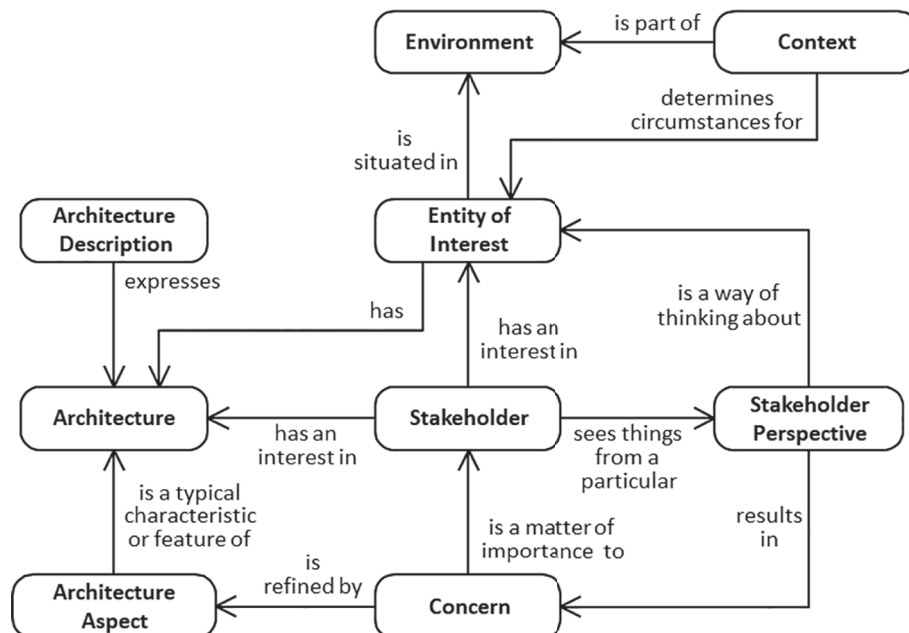 Environment
is part of
Context
determines
circumstances for
is
situated in
Architecture
Description
Entity of
Interest
expresses
has
is a way of
thinking about
has an
interest in
Architecture
Stakeholder
Stakeholder
Perspective
has an
interest in
sees things
from a
particular
is a typical
characteristic
or feature of
is a matter of
importance to
results
in
is
refined by
Architecture
Aspect
Concern